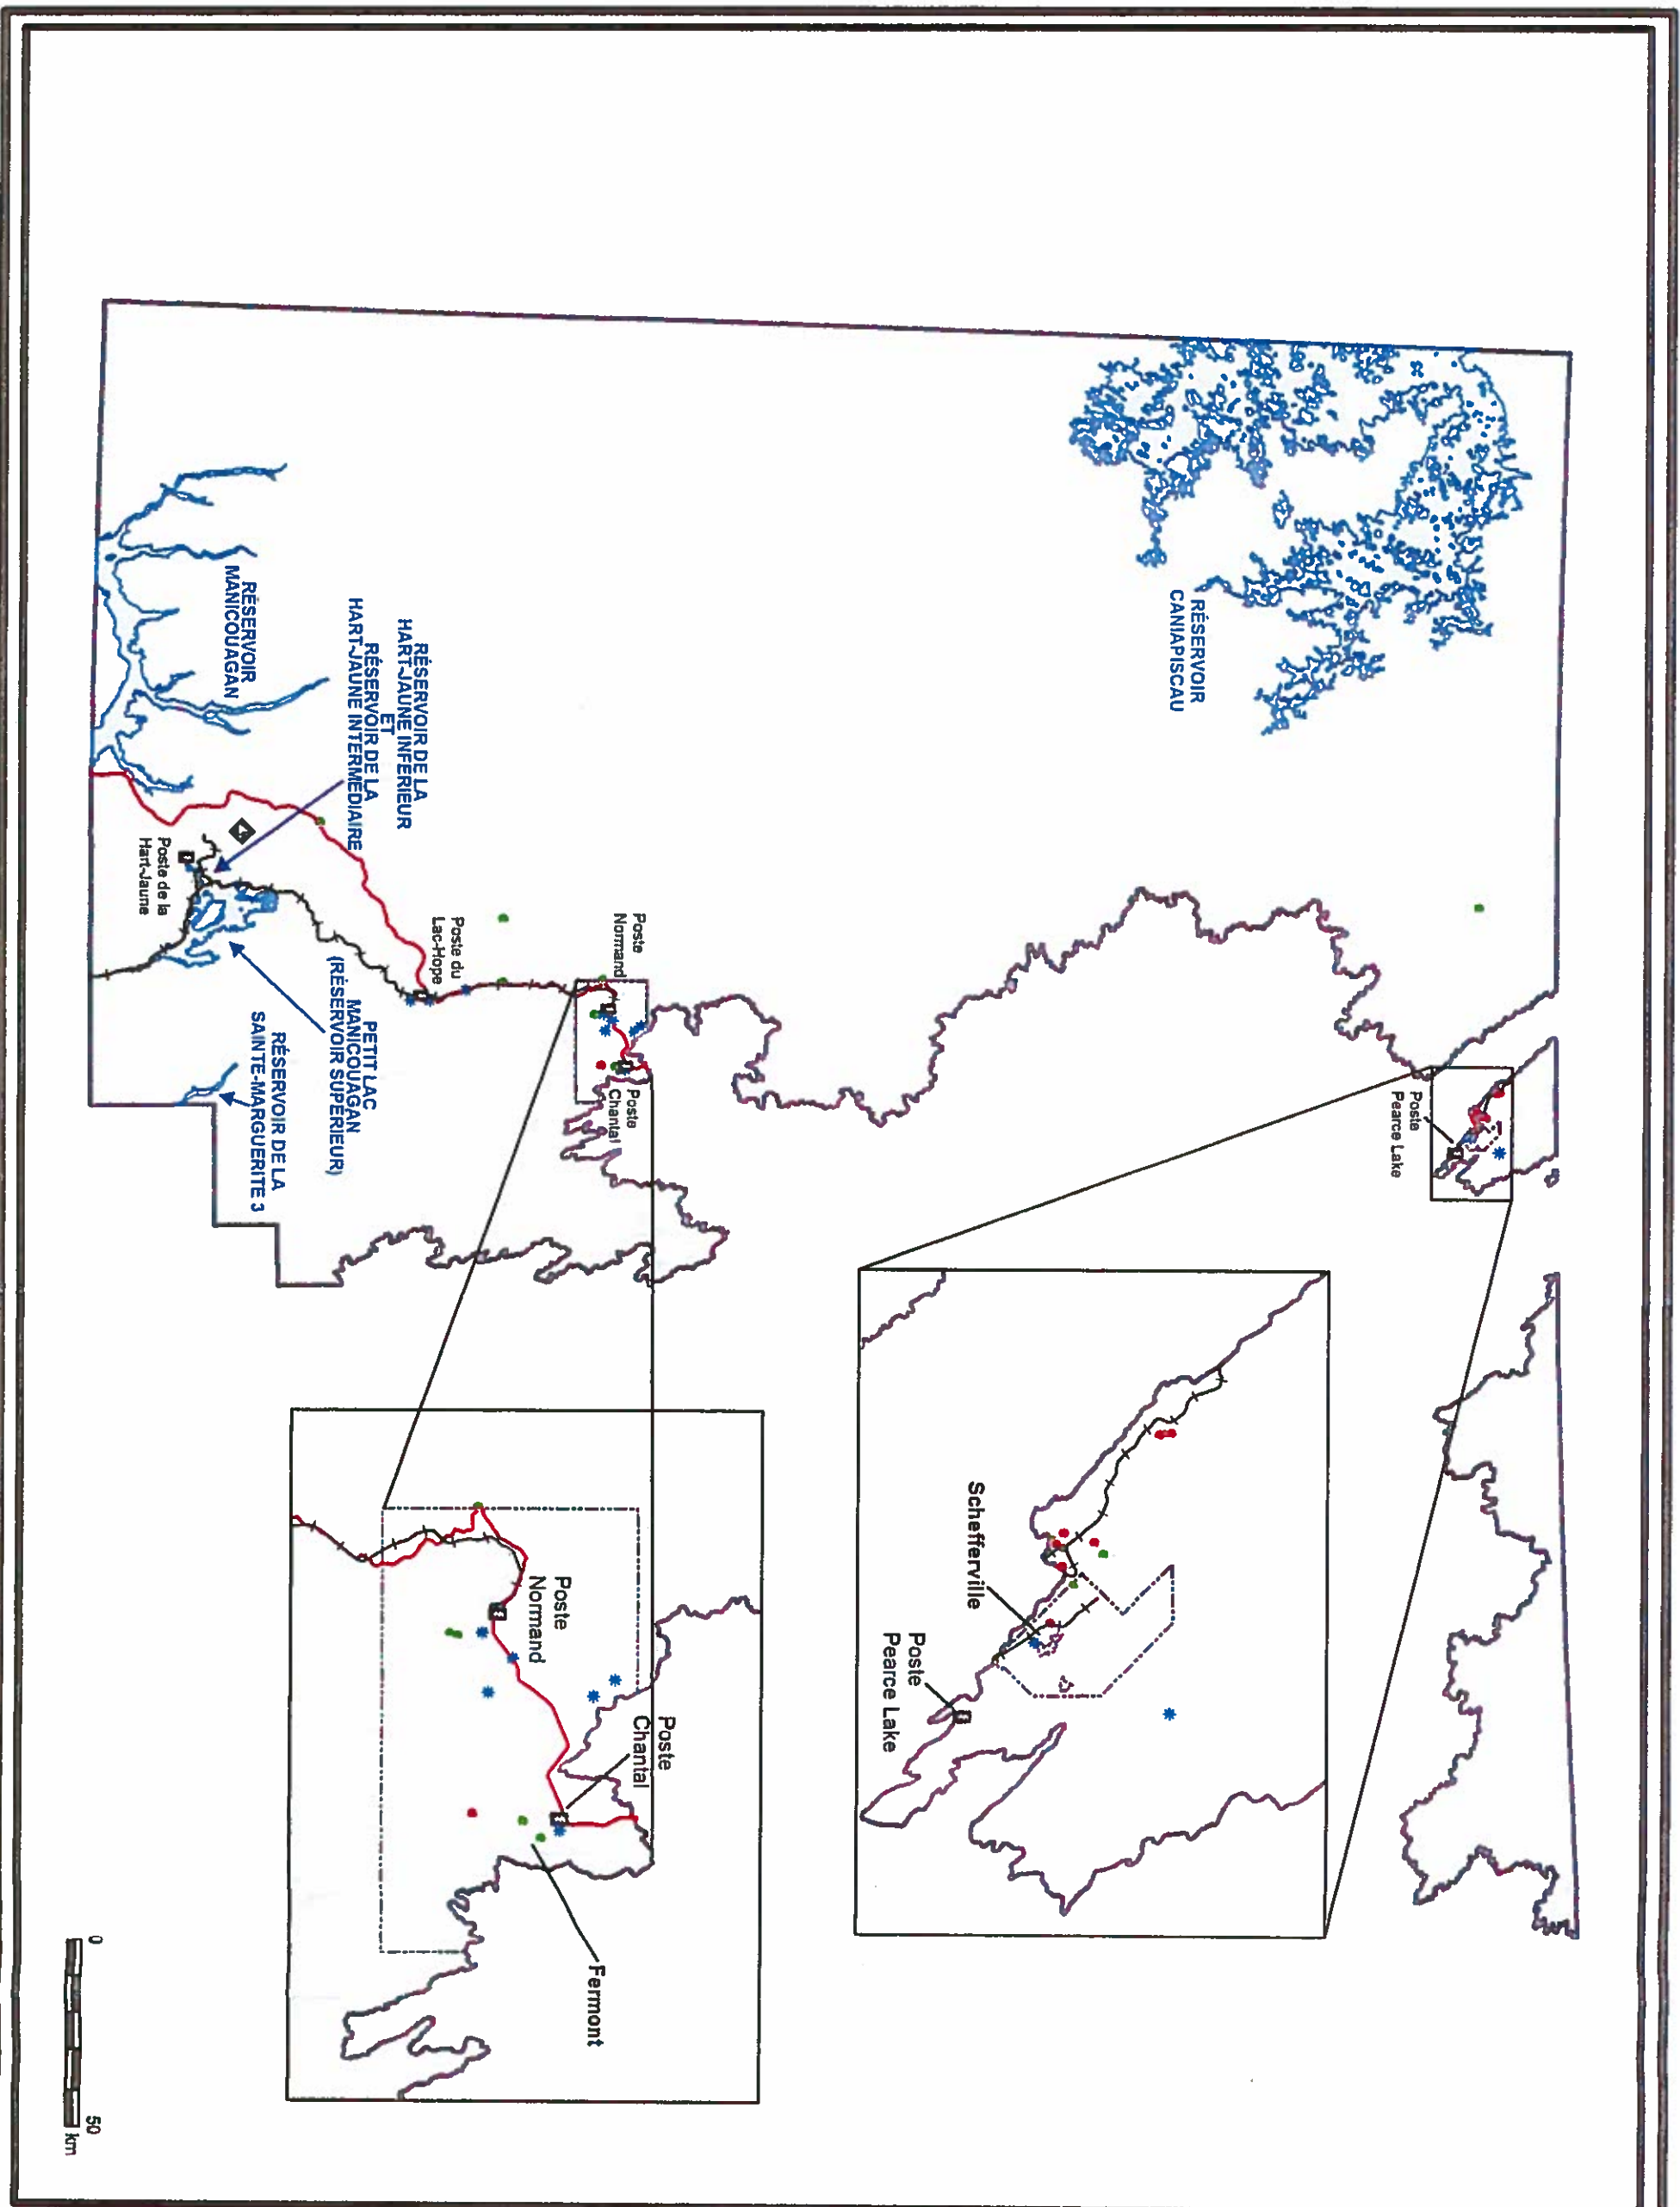 RÉSERVOIR
CANIAPISCAU
Poste
Pearce Lake
Schefferville
Poste
Pearce Lake
Poste
Normand
Poste
Chantal
Poste du
Lac-Hope
RÉSERVOIR DE LA
HART-JAUNE INFÉRIEUR
ET
RÉSERVOIR DE LA
HART-JAUNE INTERMÉDIAIRE
RÉSERVOIR
MANICOUAGAN
Poste de la
Hart-Jaune
PETIT LAC
MANICOUAGAN
(RÉSERVOIR SUPÉRIEUR)
RÉSERVOIR DE LA
SAINTE-MARGUERITE 3
Poste
Normand
Poste
Chantal
Fermont
0 50
km